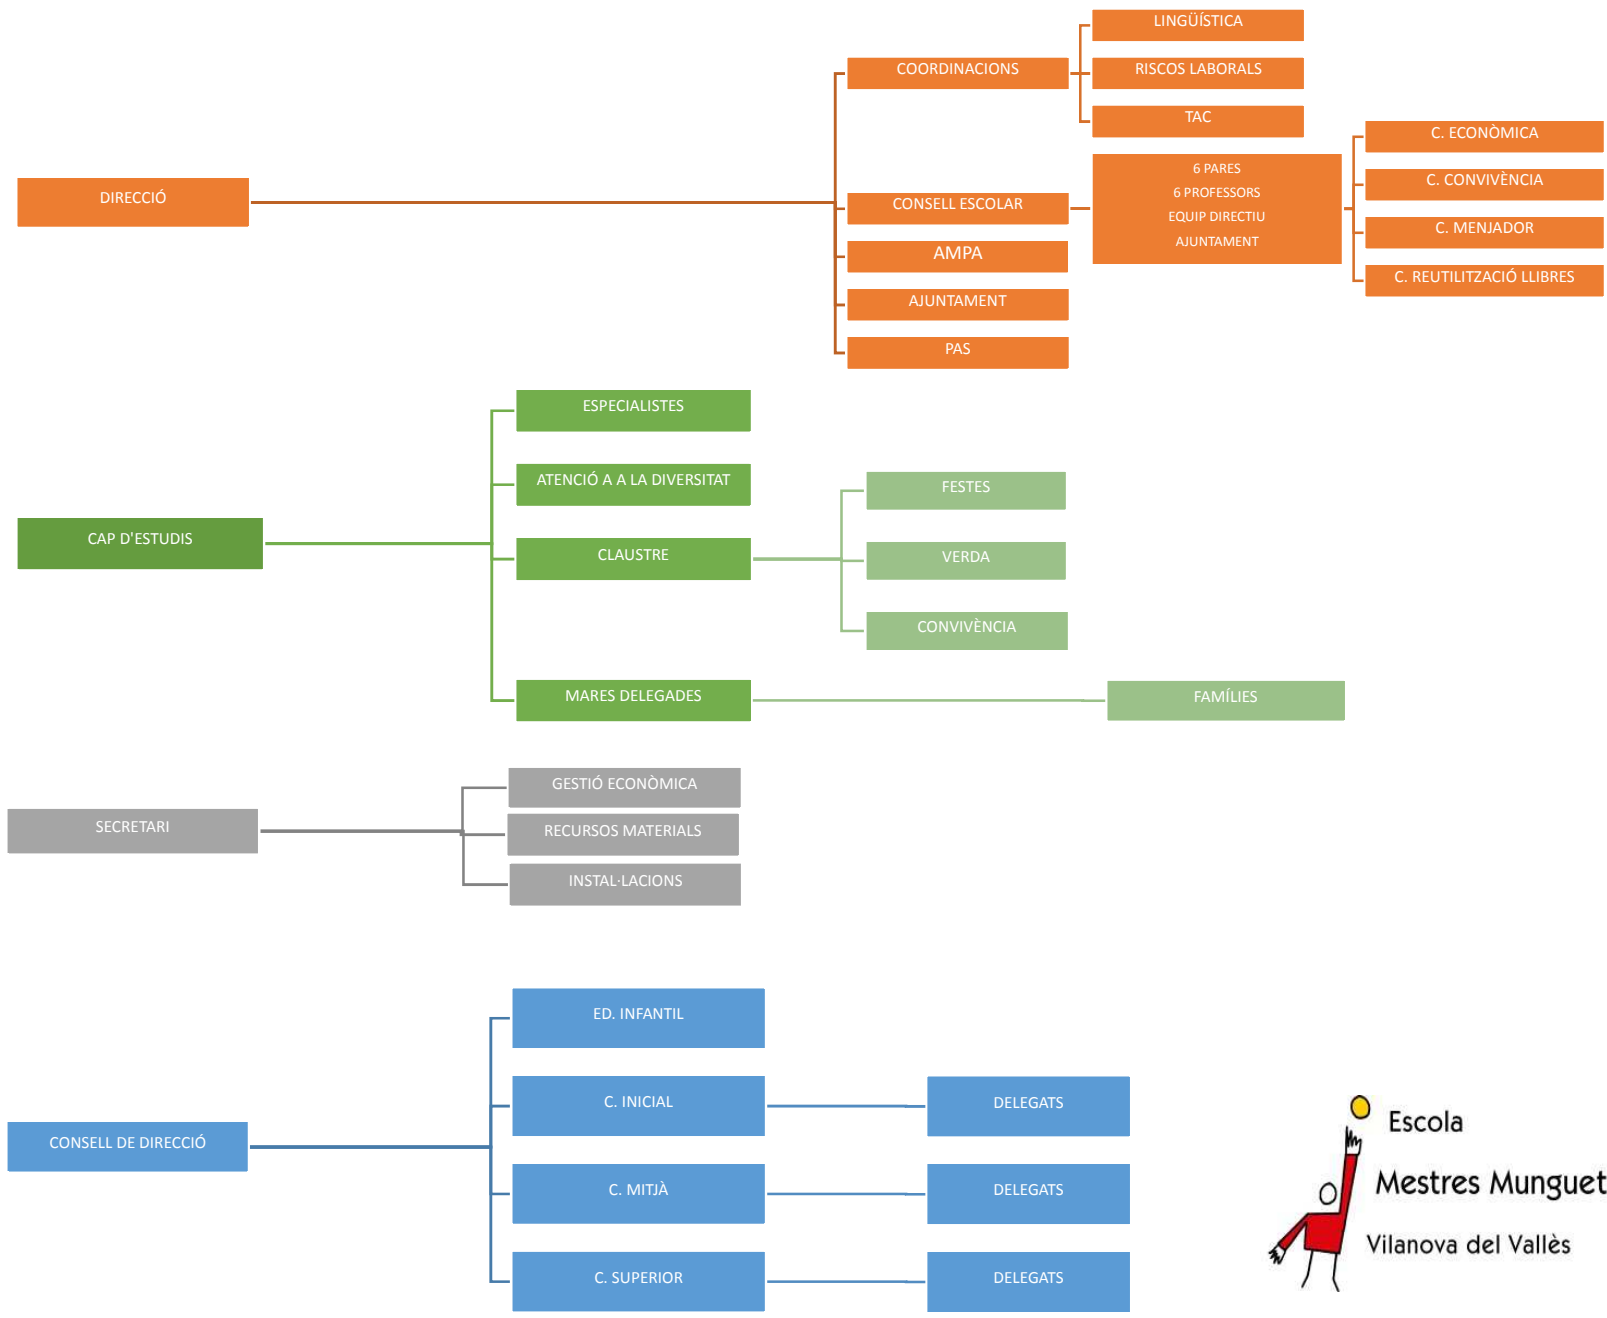 LINGÜÍSTICA
COORDINACIONS
RISCOS LABORALS
TAC
C. ECONÒMICA
6 PARES
DIRECCIÓ
6 PROFESSORS
C. CONVIVÈNCIA
CONSELL ESCOLAR
EQUIP DIRECTIU
C. MENJADOR
AJUNTAMENT
AMPA
C. REUTILITZACIÓ LLIBRES
AJUNTAMENT
PAS
ESPECIALISTES
ATENCIÓ A A LA DIVERSITAT
FESTES
CAP D'ESTUDIS
CLAUSTRE
VERDA
CONVIVÈNCIA
MARES DELEGADES
FAMÍLIES
GESTIÓ ECONÒMICA
SECRETARI
RECURSOS MATERIALS
INSTAL·LACIONS
ED. INFANTIL
C. INICIAL
DELEGATS
CONSELL DE DIRECCIÓ
C. MITJÀ
DELEGATS
C. SUPERIOR
DELEGATS
Escola
Mestres Munguet
Vilanova del Vallès